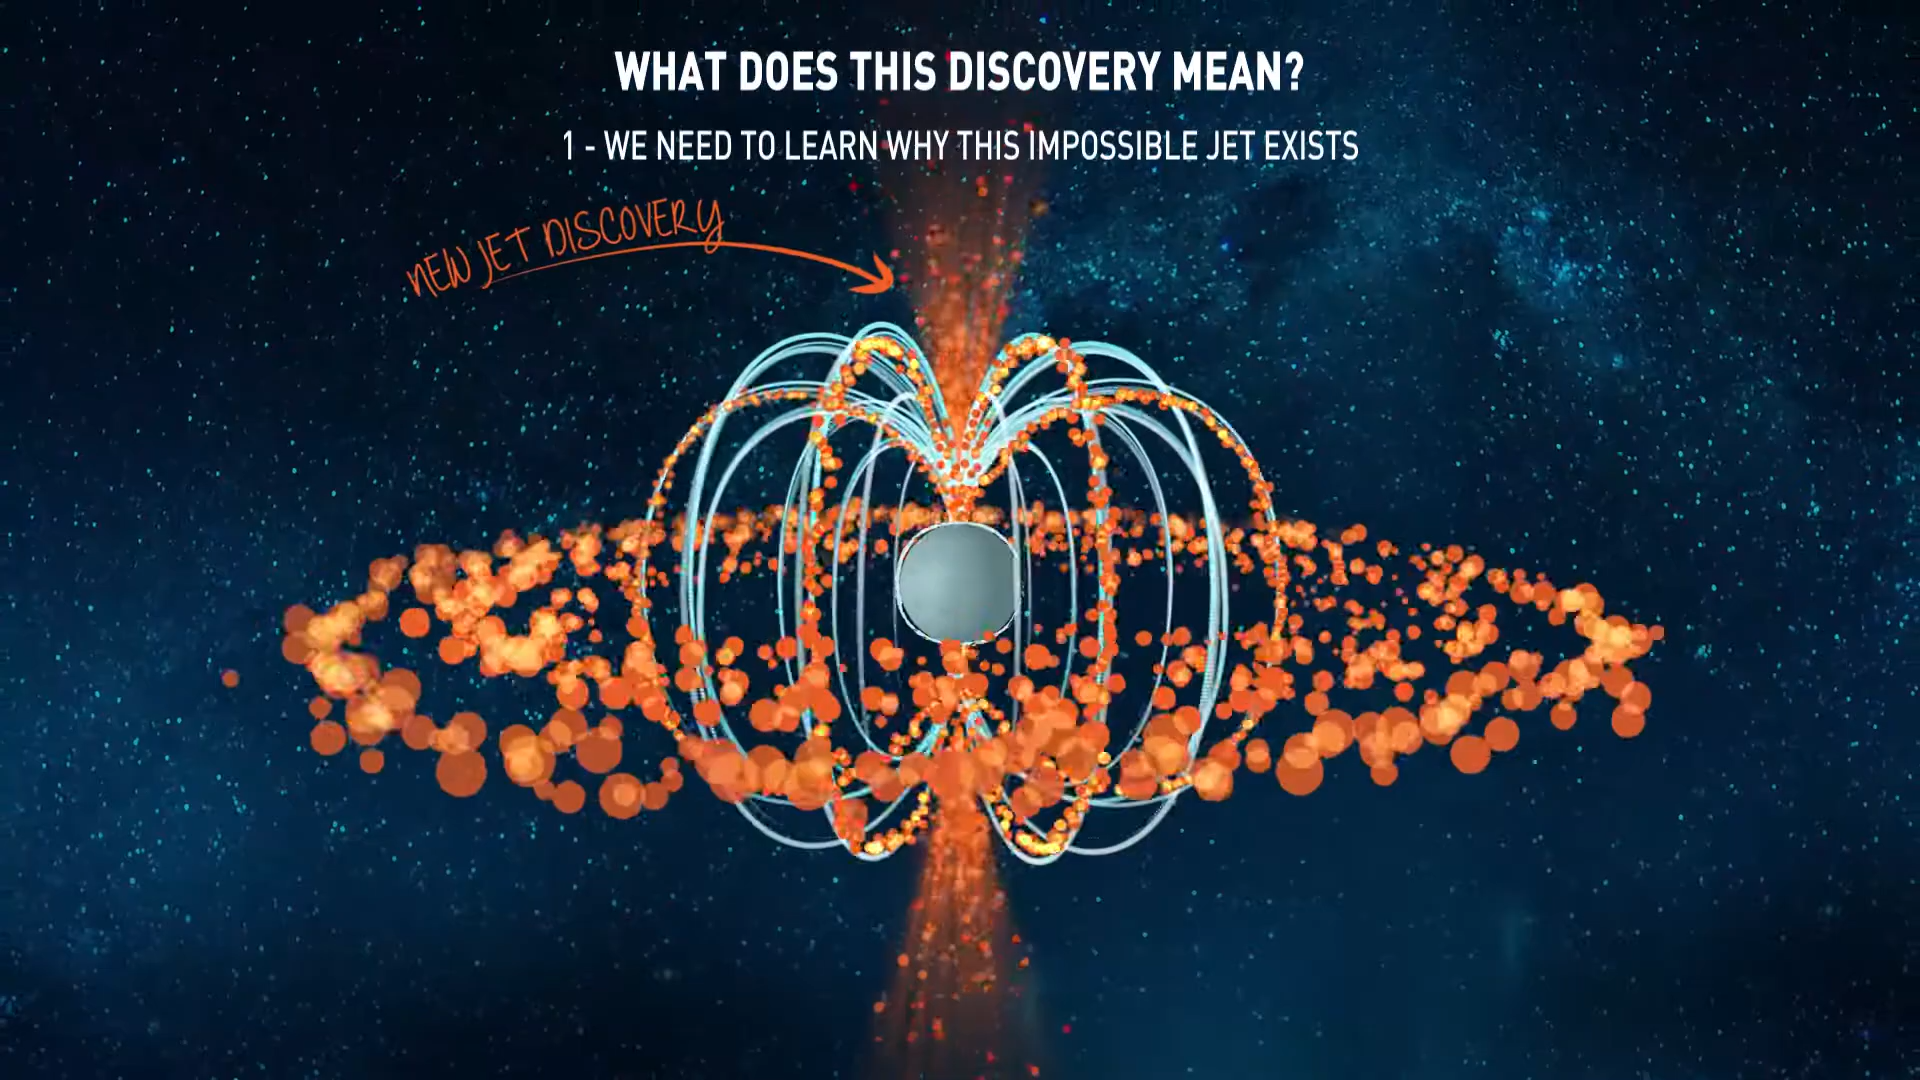 WHAT DOES THIS DISCOVERY MEAN?
1 - WE NEED TO LEARN WHY THIS IMPOSSIBLE JET EXISTS
NEW JET DISCOVERY